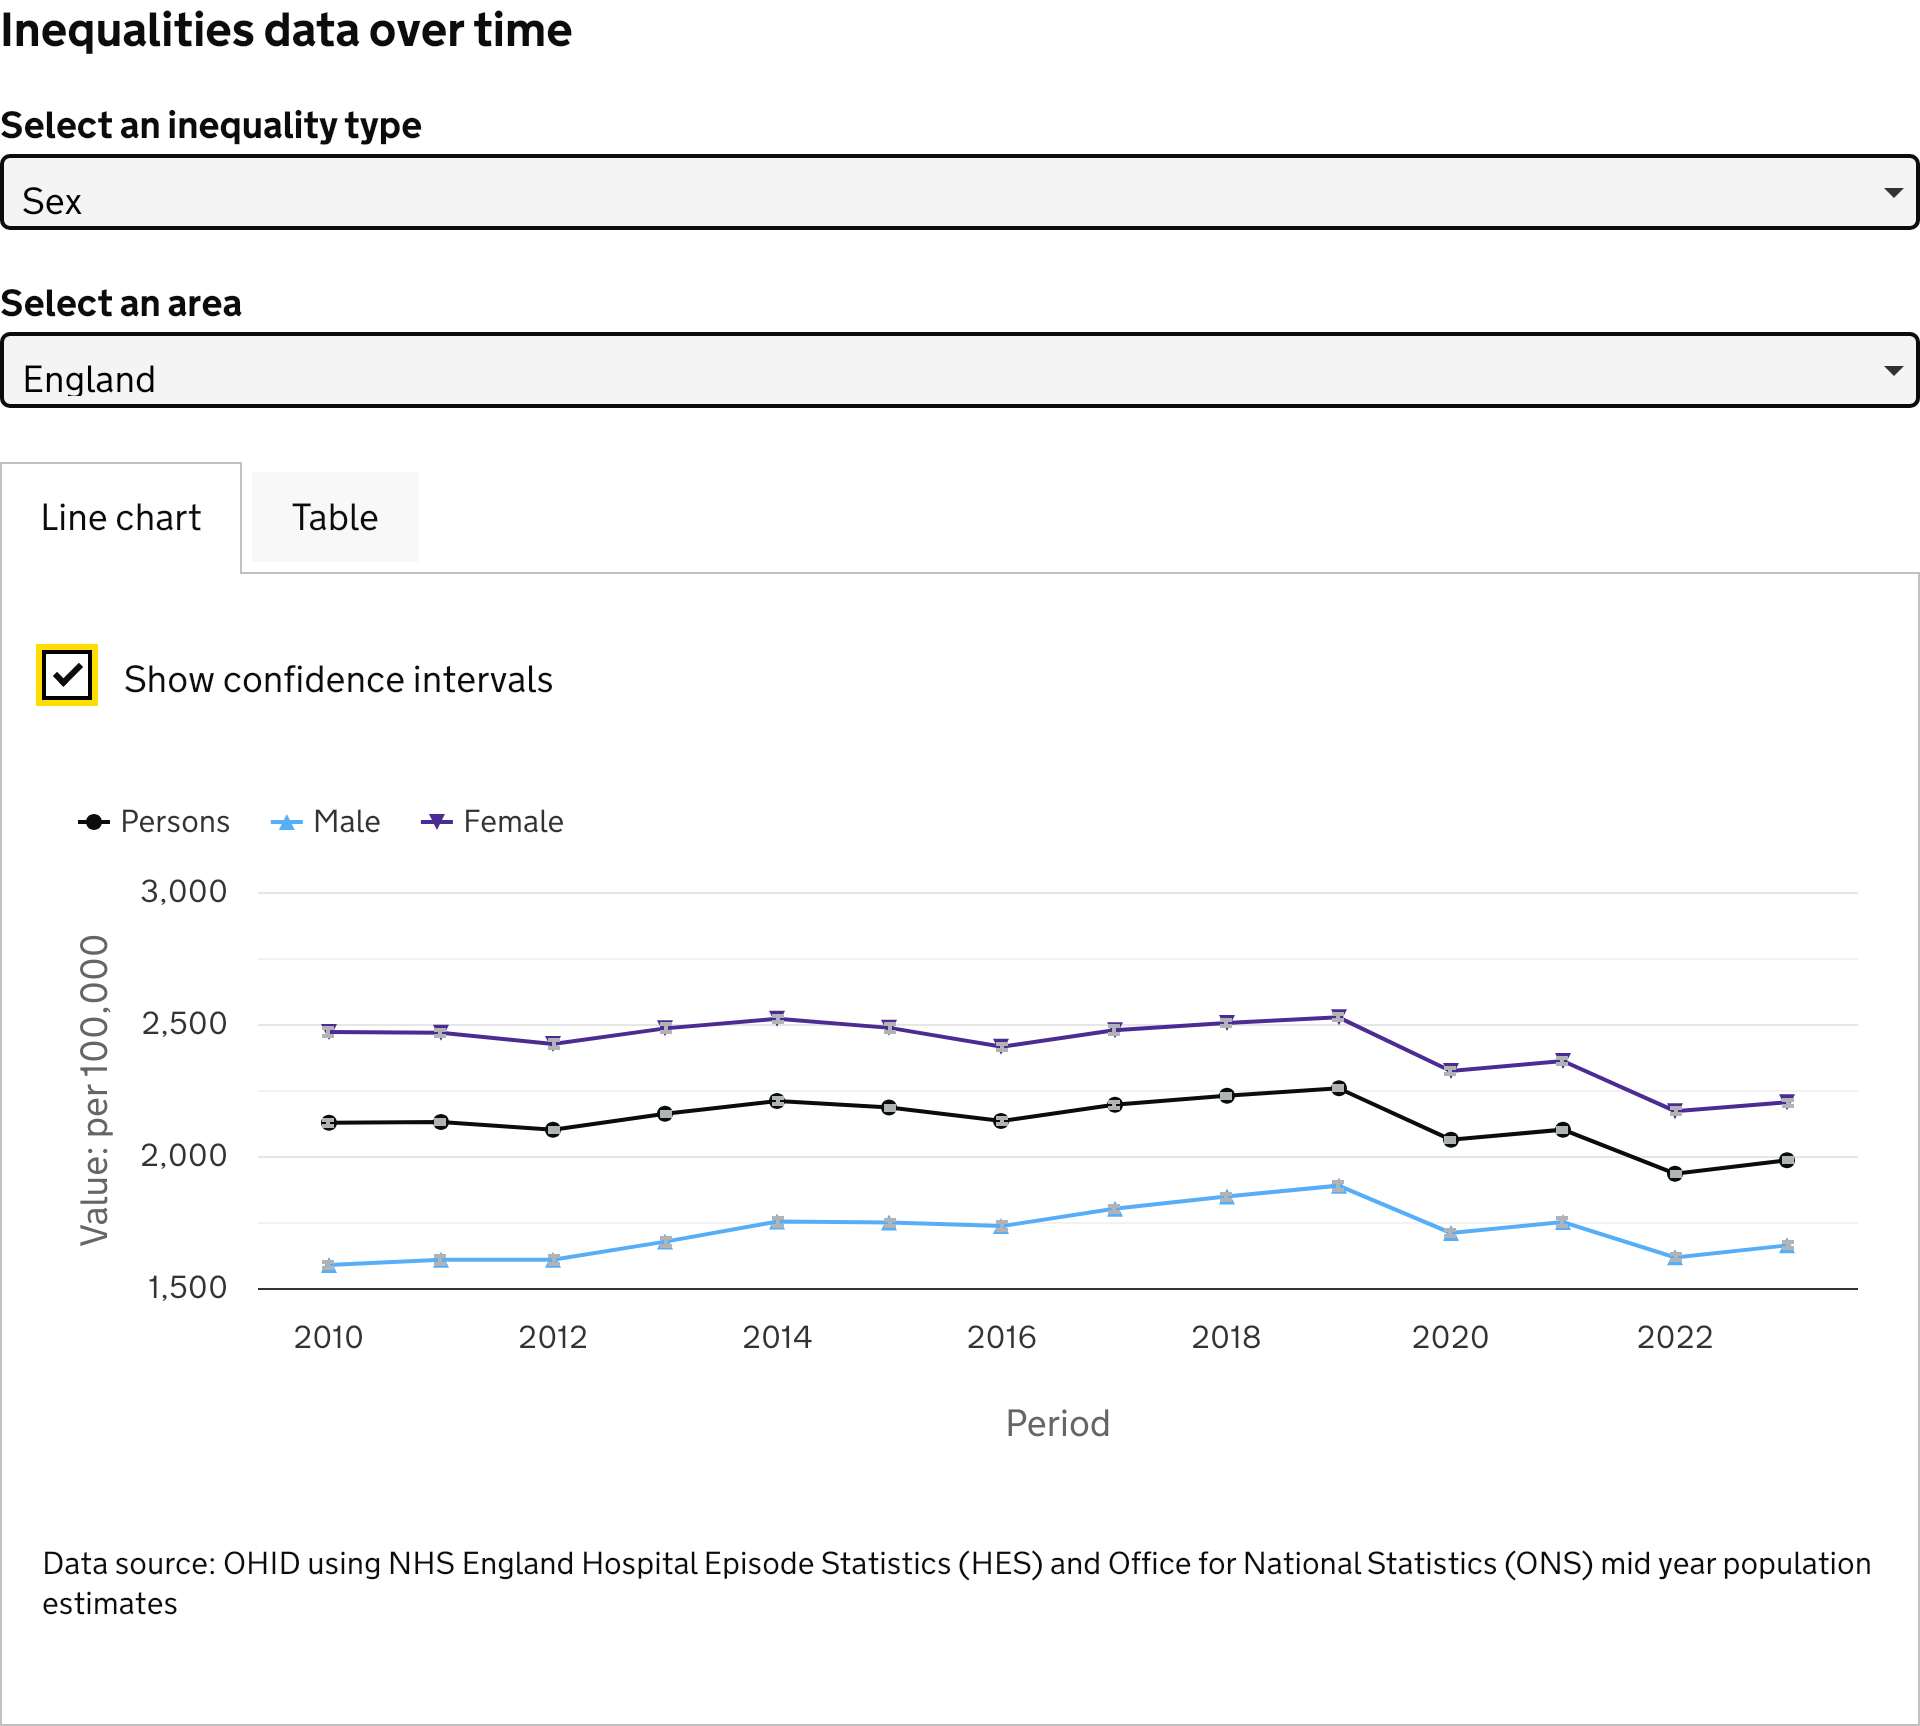 Inequalities data over time
Select an inequality type
Sex
Select an area
England
Line chart
Table
Show confidence intervals
Persons
Male
Female
3,000
2,500
2,000
1,500
Value: per 100,000
2010
2012
2014
2016
2018
2020
2022
Period
Data source: OHID using NHS England Hospital Episode Statistics (HES) and Office for National Statistics (ONS) mid year population
estimates